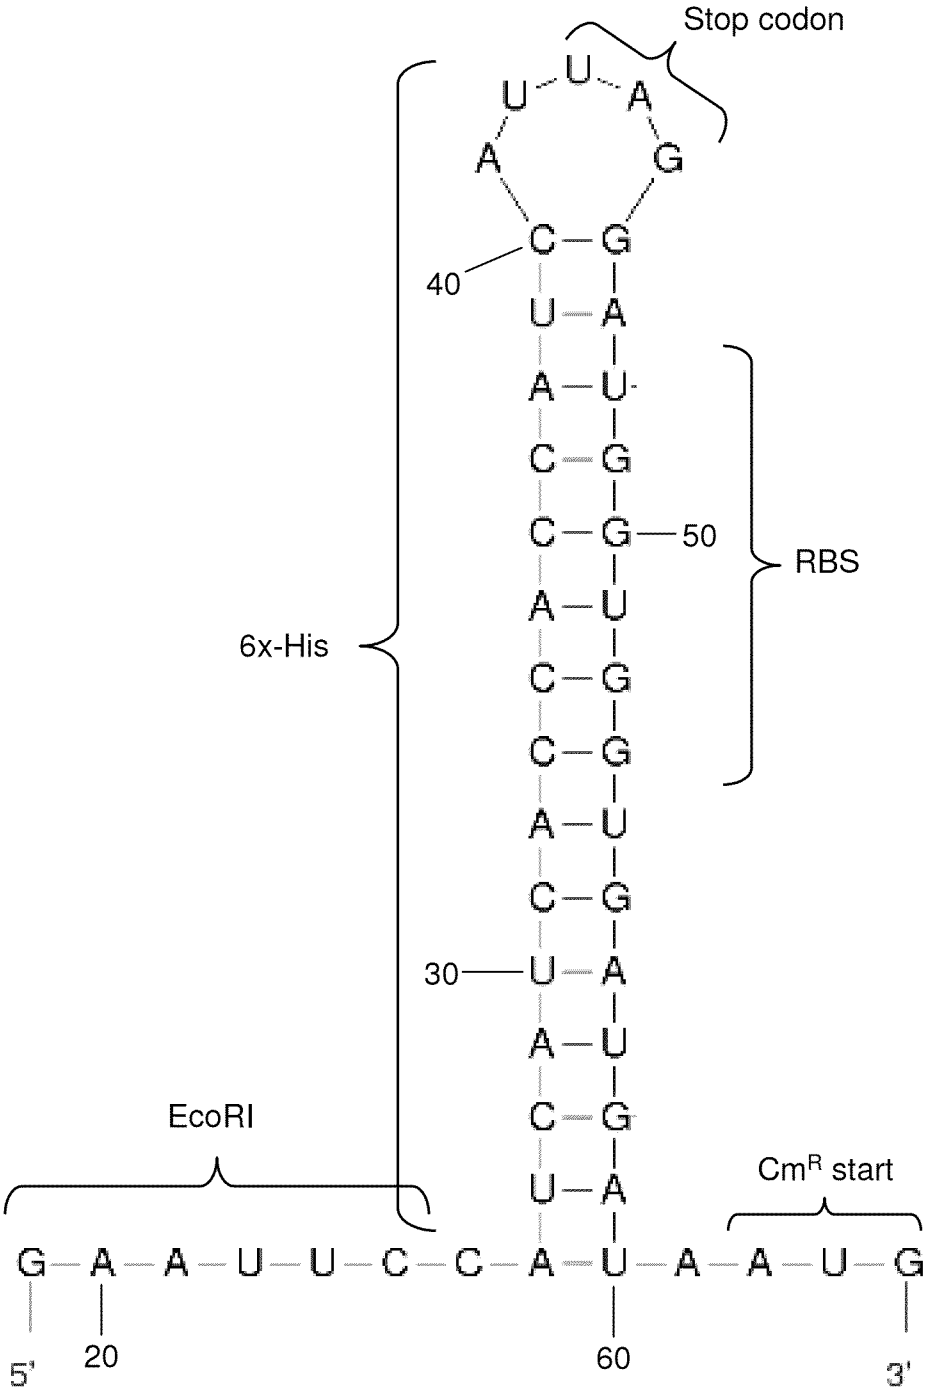 Stop codon
U
U A
A G
C G
40
U A
A U
C G
C G 50
RBS
A U
6x-His
C G
C G
A U
C G
30 U A
A U
C G
EcoRI
CmR start
U A
G A A U U C C A U A A U G
20 60
5' 3'